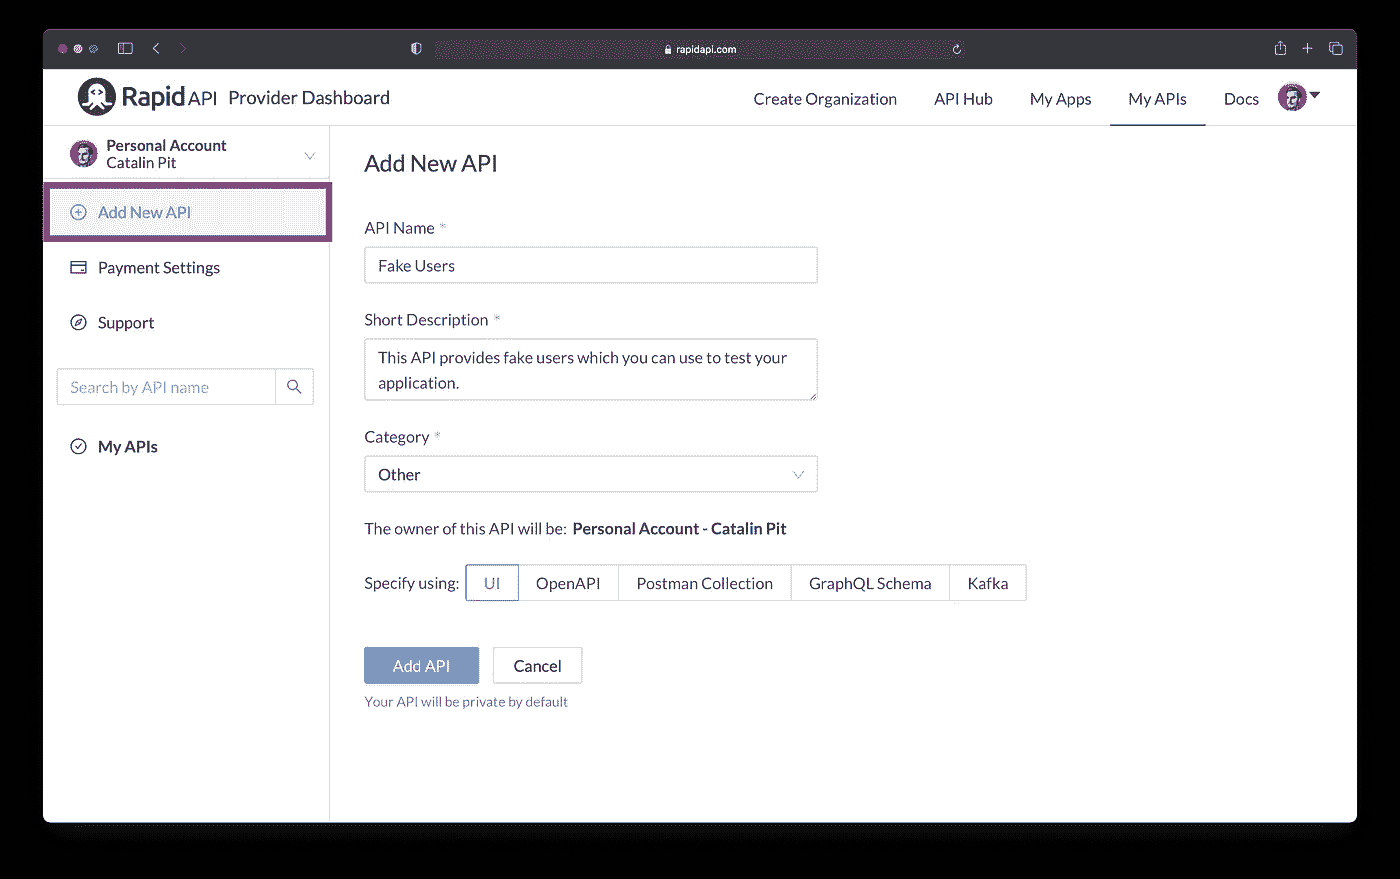 rapidapi.com
Rapid API Provider Dashboard
Create Organization
API Hub
My Apps
My APIs
Docs
Personal Account
Catalin Pit
Add New API
Payment Settings
Support
Search by API name
My APIs
Add New API
API Name *
Fake Users
Short Description *
This API provides fake users which you can use to test your
application.
Category *
Other
The owner of this API will be: Personal Account - Catalin Pit
Specify using: UI OpenAPI Postman Collection GraphQL Schema Kafka
Add API Cancel
Your API will be private by default